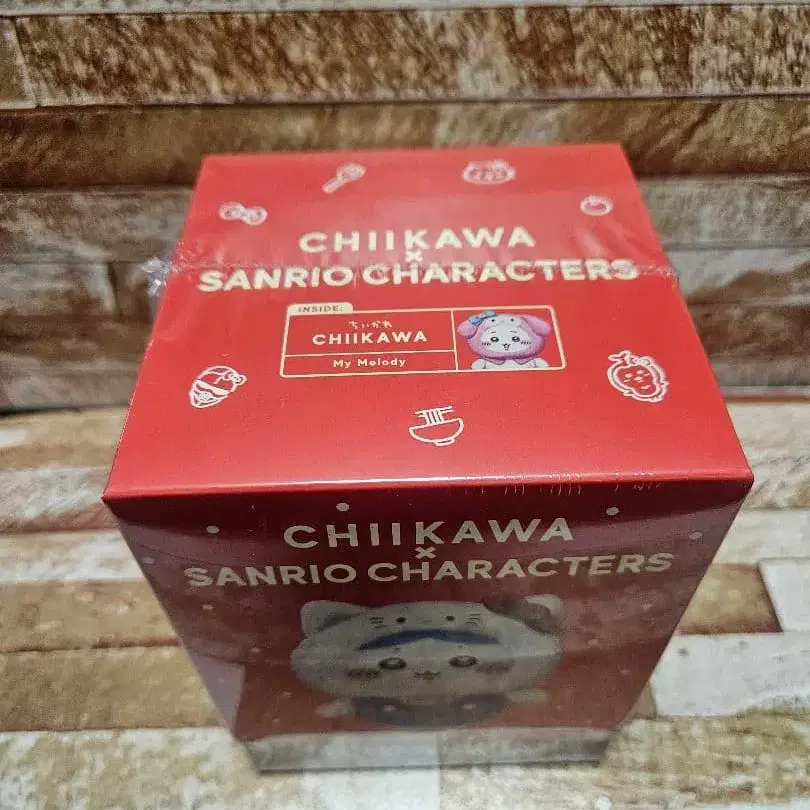 CHIIKAWA
×
SANRIO CHARACTERS
INSIDE:
ちいかわ
CHIIKAWA
My Melody
CHIIKAWA
×
SANRIO CHARACTERS